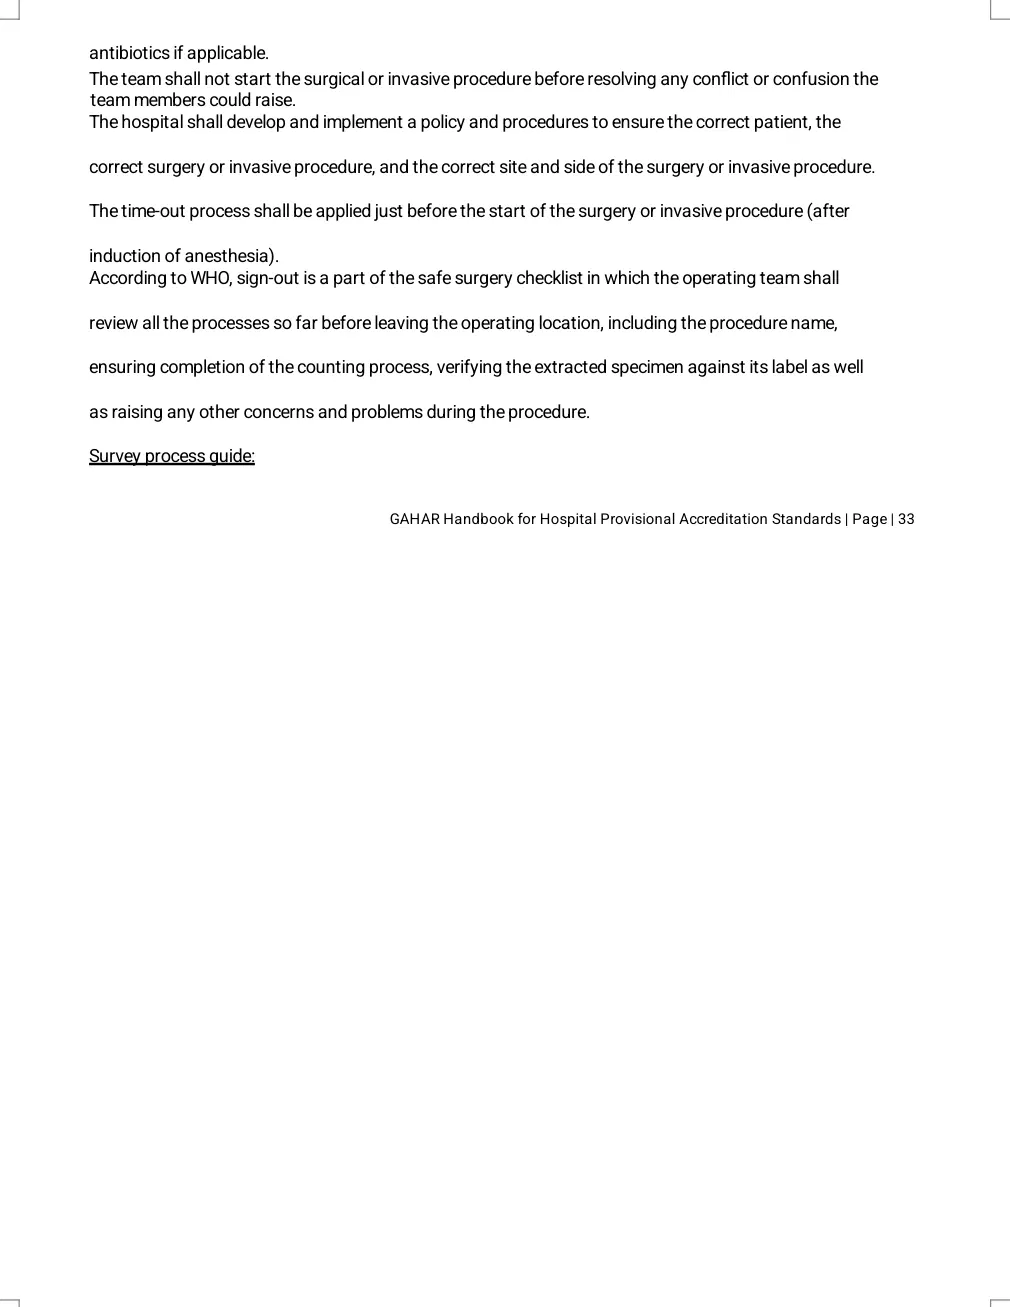 antibiotics if applicable.
The team shall not start the surgical or invasive procedure before resolving any conflict or confusion the
team members could raise.
The hospital shall develop and implement a policy and procedures to ensure the correct patient, the
correct surgery or invasive procedure, and the correct site and side of the surgery or invasive procedure.
The time-out process shall be applied just before the start of the surgery or invasive procedure (after
induction of anesthesia).
According to WHO, sign-out is a part of the safe surgery checklist in which the operating team shall
review all the processes so far before leaving the operating location, including the procedure name,
ensuring completion of the counting process, verifying the extracted specimen against its label as well
as raising any other concerns and problems during the procedure.
Survey process guide:
GAHAR Handbook for Hospital Provisional Accreditation Standards | Page | 33